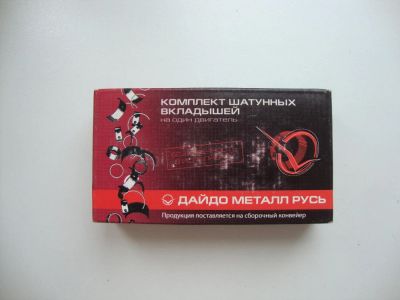 КОМПЛЕКТ ШАТУННЫХ
ВКЛАДЫШЕЙ
на один двигатель
ДАЙДО МЕТАЛЛ РУСЬ
Продукция поставляется на сборочный конвейер